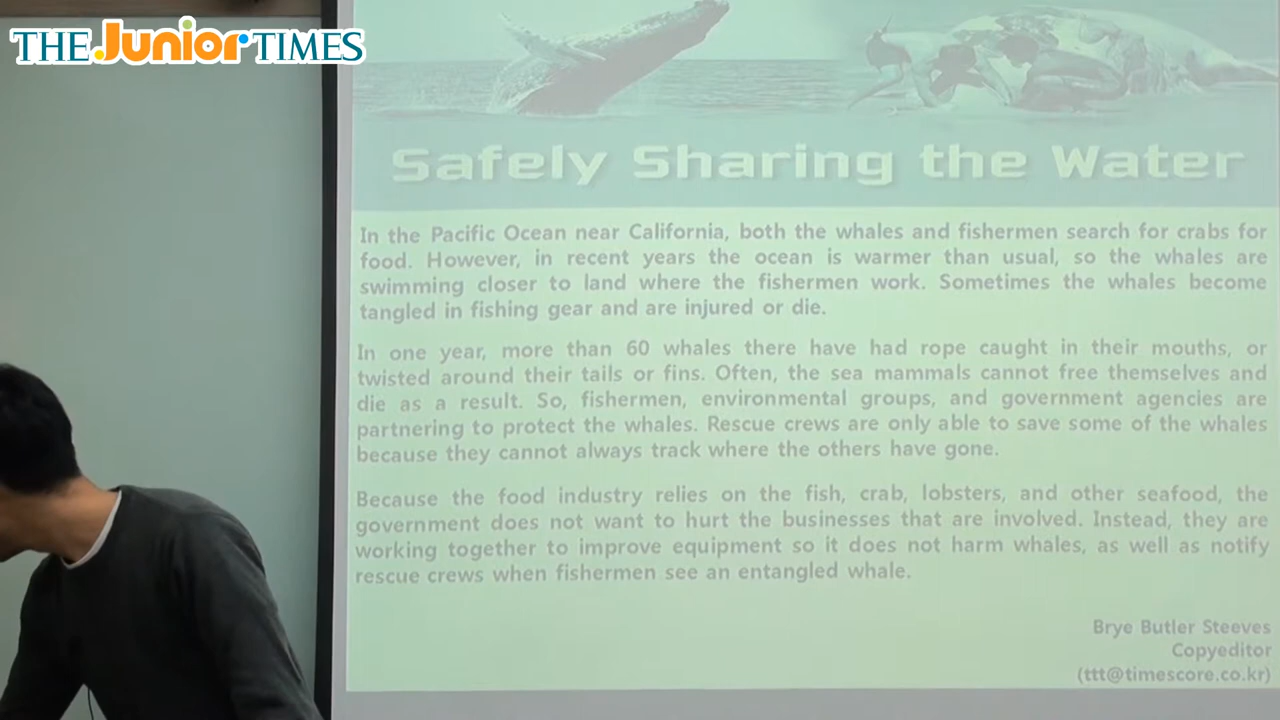 THE Junior TIMES
Safely Sharing the Water
In the Pacific Ocean near California, both the whales and fishermen search for crabs for
food. However, in recent years the ocean is warmer than usual, so the whales are
swimming closer to land where the fishermen work. Sometimes the whales become
tangled in fishing gear and are injured or die.
In one year, more than 60 whales there have had rope caught in their mouths, or
twisted around their tails or fins. Often, the sea mammals cannot free themselves and
die as a result. So, fishermen, environmental groups, and government agencies are
partnering to protect the whales. Rescue crews are only able to save some of the whales
because they cannot always track where the others have gone.
Because the food industry relies on the fish, crab, lobsters, and other seafood, the
government does not want to hurt the businesses that are involved. Instead, they are
working together to improve equipment so it does not harm whales, as well as notify
rescue crews when fishermen see an entangled whale.
Brye Butler Steeves
Copyeditor
(ttt@timescore.co.kr)